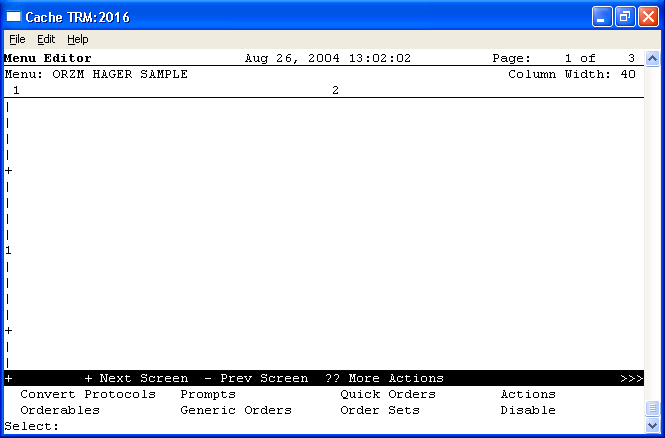 Cache TRM:2016
File Edit Help
Menu Editor Aug 26, 2004 13:02:02 Page: 1 of 3
Menu: ORZM HAGER SAMPLE Column Width: 40
1 2
|
|
|
|
+
|
|
|
|
1
|
|
|
|
+
|
|
+ + Next Screen - Prev Screen ?? More Actions >>>
Convert Protocols Prompts Quick Orders Actions
Orderables Generic Orders Order Sets Disable
Select: